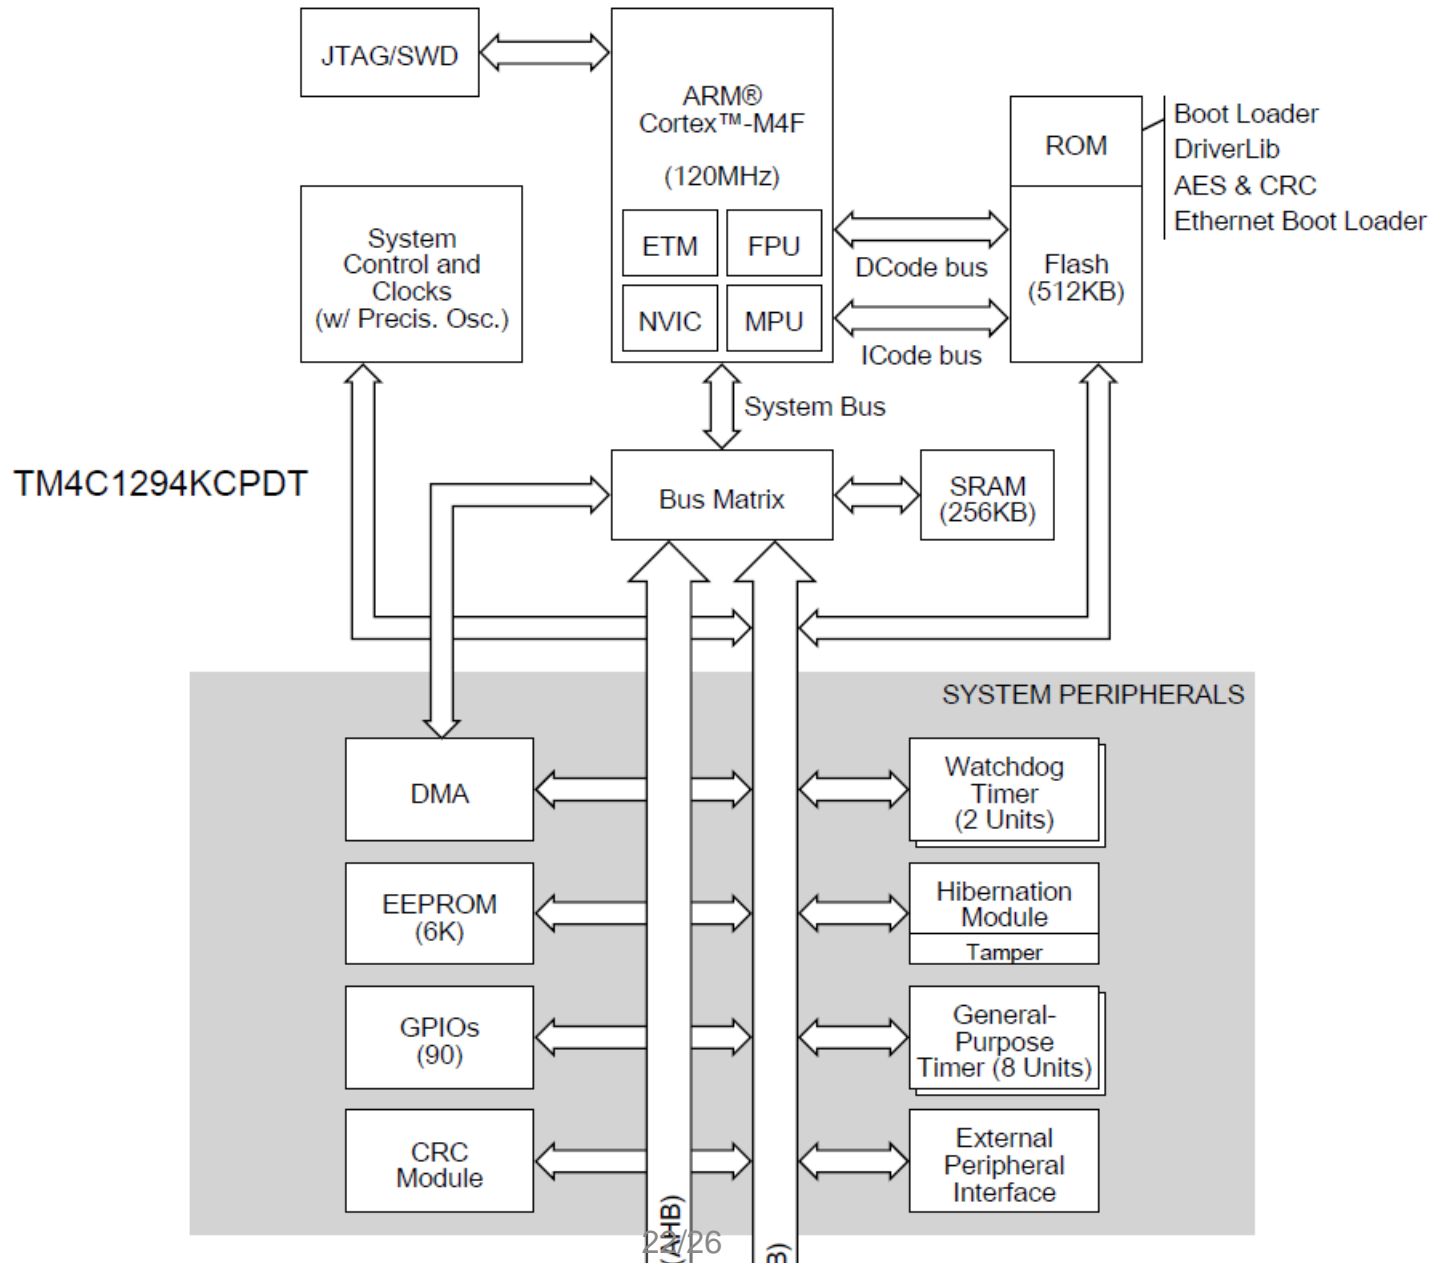 JTAG/SWD
ARM®
Cortex™-M4F
(120MHz)
ETM
FPU
NVIC
MPU
ROM
Flash
(512KB)
Boot Loader
DriverLib
AES & CRC
Ethernet Boot Loader
System
Control and
Clocks
(w/ Precis. Osc.)
DCode bus
ICode bus
System Bus
TM4C1294KCPDT
Bus Matrix
SRAM
(256KB)
SYSTEM PERIPHERALS
DMA
Watchdog
Timer
(2 Units)
EEPROM
(6K)
Hibernation
Module
Tamper
GPIOs
(90)
General-
Purpose
Timer (8 Units)
CRC
Module
External
Peripheral
Interface
(AHB)
22/26